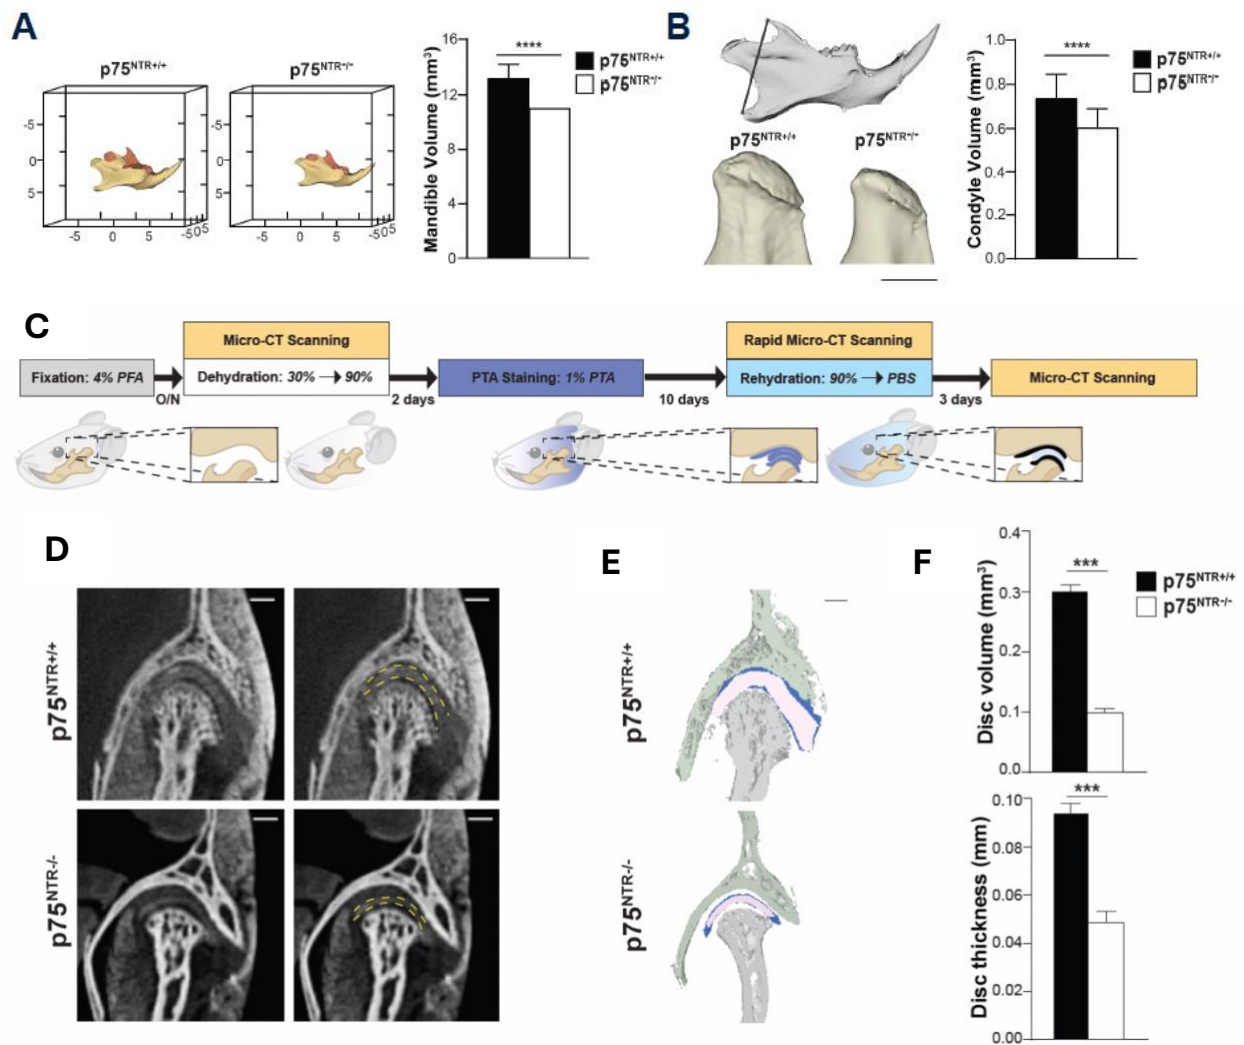 A
p75NTR+/+
p75NTR-/-
-5
0
5
-5
0
5
-505
-5
0
5
-5
0
5
-505
Mandible Volume (mm³)
16
12
8
4
0
****
p75NTR+/+
p75NTR-/-
B
p75NTR+/+
p75NTR-/-
Condyle Volume (mm³)
1.0
0.8
0.6
0.4
0.2
0.0
****
p75NTR+/+
p75NTR-/-
C
Fixation: 4% PFA
O/N
Micro-CT Scanning
Dehydration: 30% → 90%
2 days
PTA Staining: 1% PTA
10 days
Rapid Micro-CT Scanning
Rehydration: 90% → PBS
3 days
Micro-CT Scanning
D
p75NTR+/+
p75NTR-/-
E
p75NTR+/+
p75NTR-/-
F
Disc volume (mm³)
0.4
0.3
0.2
0.1
0.0
***
p75NTR+/+
p75NTR-/-
Disc thickness (mm)
0.10
0.08
0.06
0.04
0.02
0.00
***